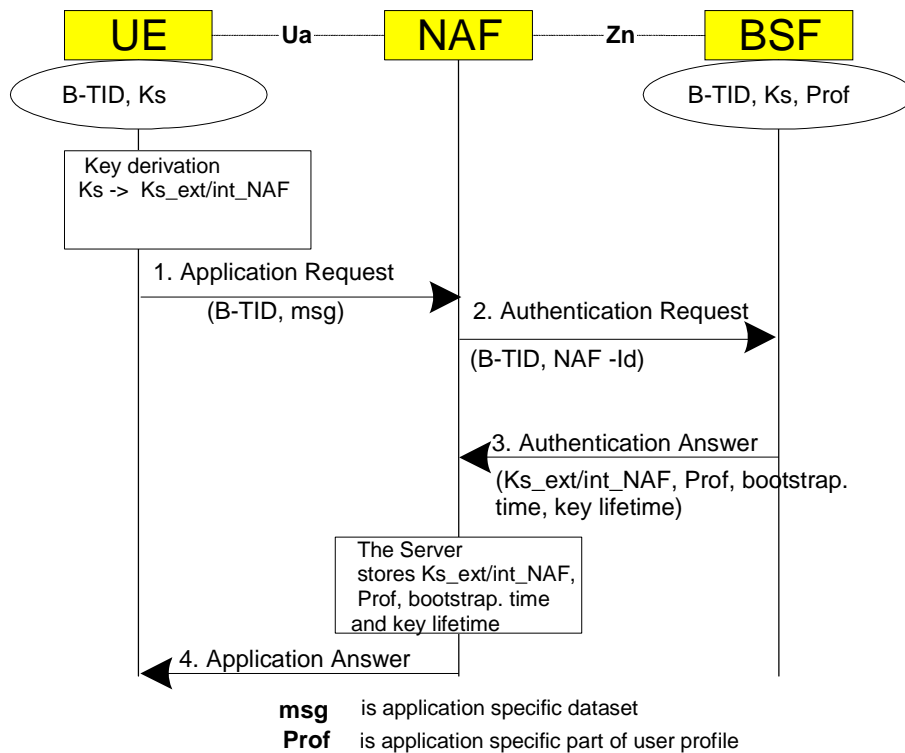 UE Ua NAF Zn BSF
B-TID, Ks
B-TID, Ks, Prof
Key derivation
Ks -> Ks_ext/int_NAF
1. Application Request
(B-TID, msg)
2. Authentication Request
(B-TID, NAF -Id)
3. Authentication Answer
(Ks_ext/int_NAF, Prof, bootstrap.
time, key lifetime)
The Server
stores Ks_ext/int_NAF,
Prof, bootstrap. time
and key lifetime
4. Application Answer
msg is application specific dataset
Prof is application specific part of user profile